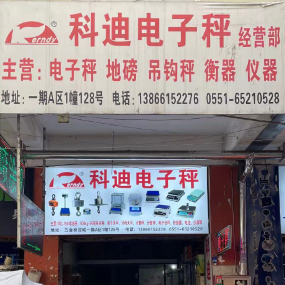 Kerndy 科迪电子秤 经营部
主营: 电子秤 地磅 吊钩秤 衡器 仪器
地址: 一期A区1幢128号 电话: 13866152276 0551-65210528
科迪电子秤